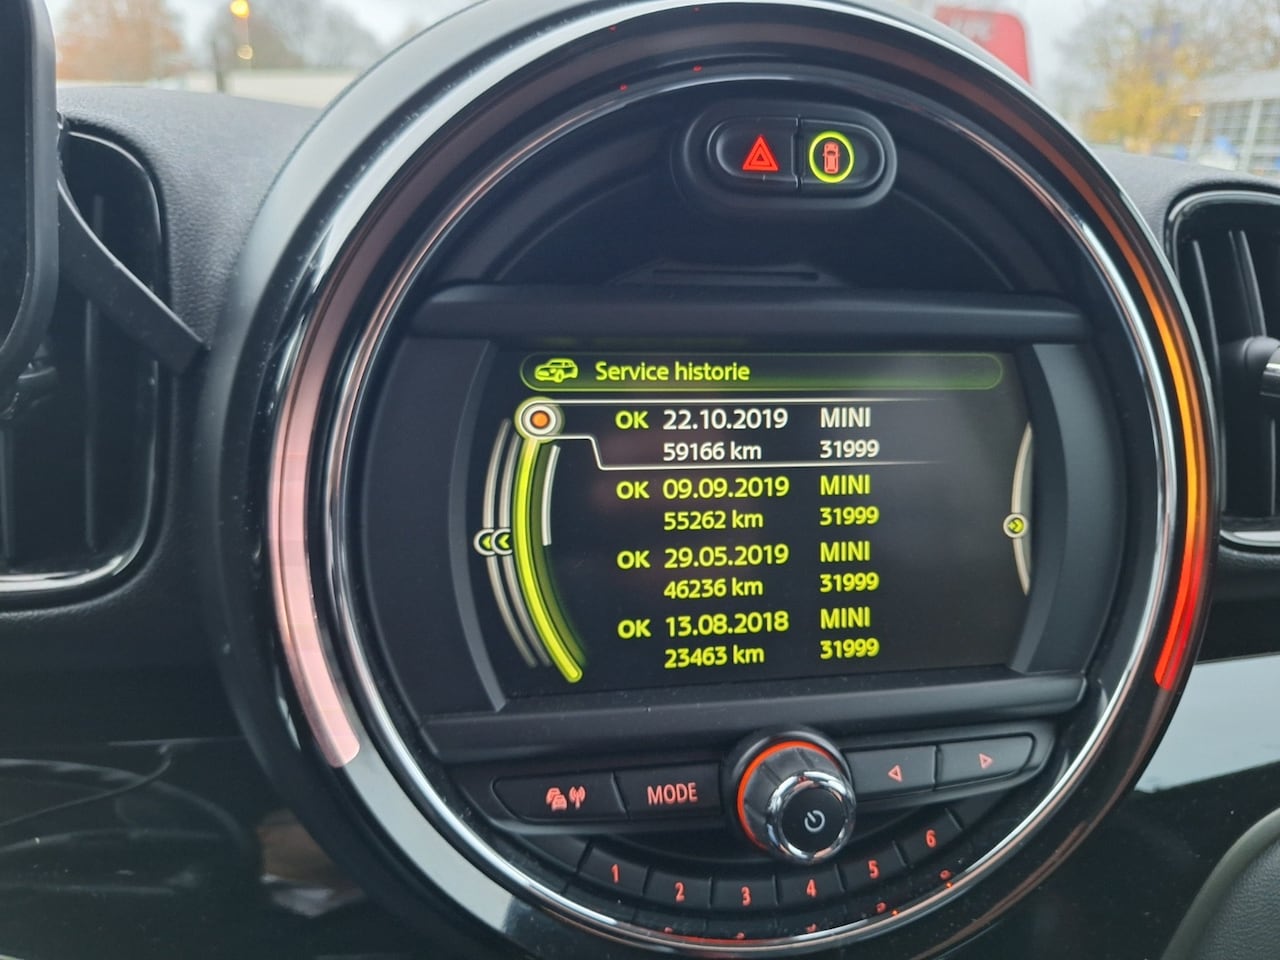 Service historie
OK 22.10.2019 MINI
59166 km 31999
OK 09.09.2019 MINI
55262 km 31999
OK 29.05.2019 MINI
46236 km 31999
OK 13.08.2018 MINI
23463 km 31999
MODE
1 2 3 4 5 6